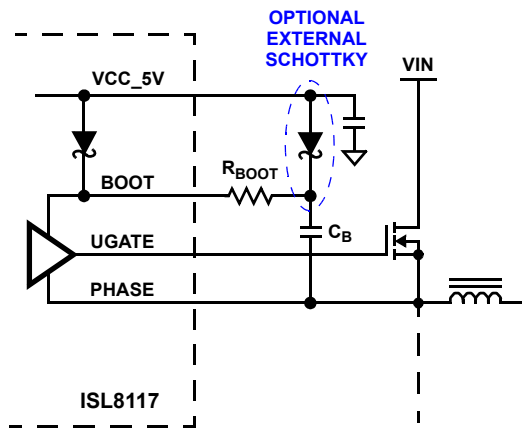 OPTIONAL
EXTERNAL
SCHOTTKY
VCC_5V
VIN
BOOT
RBOOT
CB
UGATE
PHASE
ISL8117